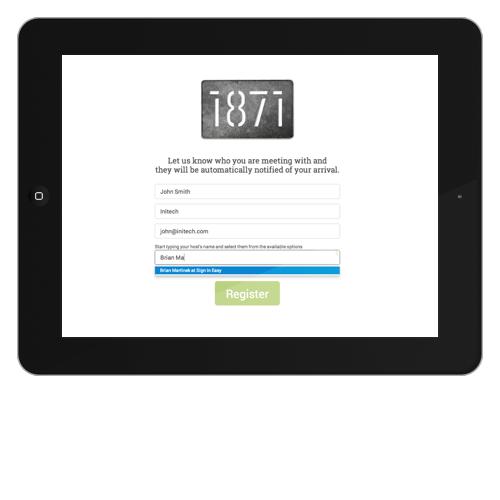 1871
Let us know who you are meeting with and
they will be automatically notified of your arrival.
John Smith
Initech
john@initech.com
Start typing your host's name and select them from the available options
Brian Ma
Brian Martinek at Sign In Easy
Register